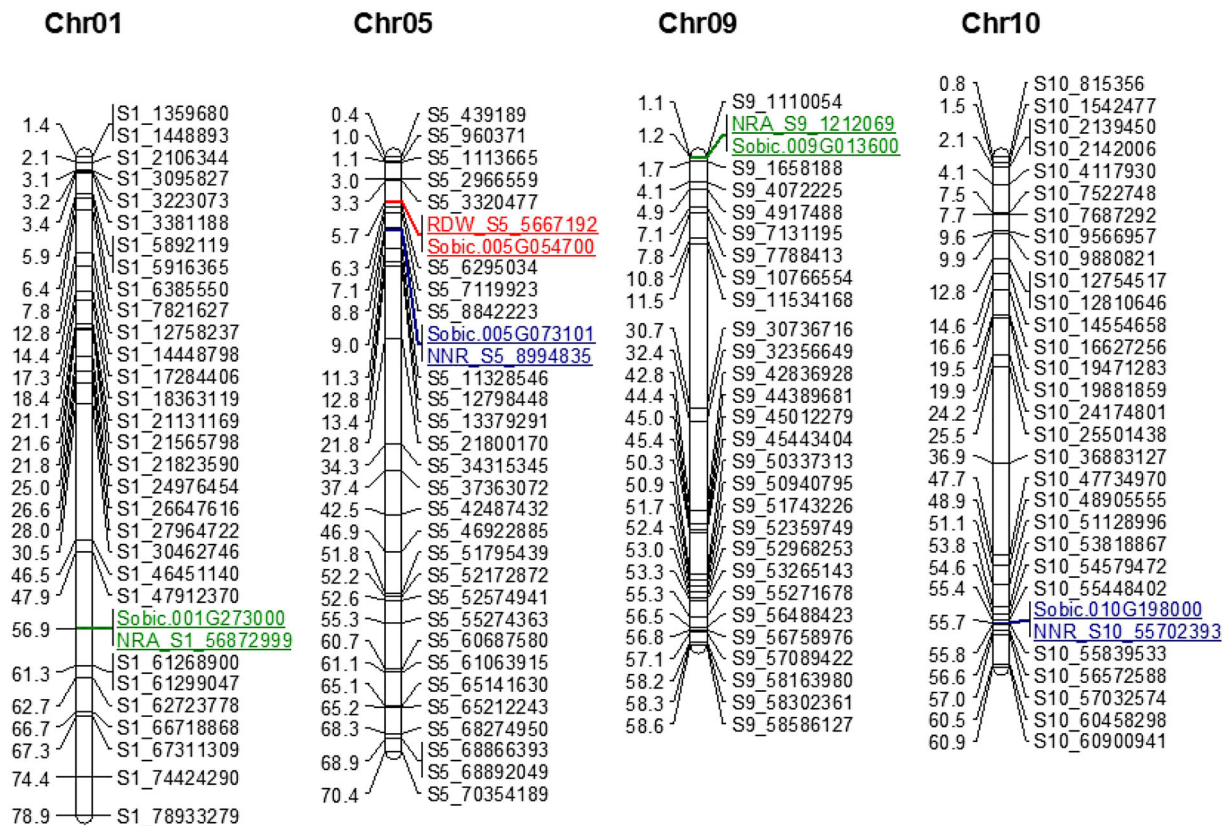 Chr01
1.4
S1_1359680
S1_1448893
2.1 S1_2106344
3.1 S1_3095827
3.2 S1_3223073
3.4 S1_3381188
5.9
S1_5892119
S1_5916365
6.4 S1_6385550
7.8 S1_7821627
12.8 S1_12758237
14.4 S1_14448798
17.3 S1_17284406
18.4 S1_18363119
21.1 S1_21131169
21.6 S1_21565798
21.8 S1_21823590
25.0 S1_24976454
26.6 S1_26647616
28.0 S1_27964722
30.5 S1_30462746
46.5 S1_46451140
47.9 S1_47912370
56.9
Sobic.001G273000
NRA_S1_56872999
61.3
S1_61268900
S1_61299047
62.7 S1_62723778
66.7 S1_66718868
67.3 S1_67311309
74.4 S1_74424290
78.9 S1_78933279
Chr05
0.4 S5_439189
1.0 S5_960371
1.1 S5_1113665
3.0 S5_2966559
3.3 S5_3320477
5.7
RDW_S5_5667192
Sobic.005G054700
6.3 S5_6295034
7.1 S5_7119923
8.8 S5_8842223
9.0
Sobic.005G073101
NNR_S5_8994835
11.3 S5_11328546
12.8 S5_12798448
13.4 S5_13379291
21.8 S5_21800170
34.3 S5_34315345
37.4 S5_37363072
42.5 S5_42487432
46.9 S5_46922885
51.8 S5_51795439
52.2 S5_52172872
52.6 S5_52574941
55.3 S5_55274363
60.7 S5_60687580
61.1 S5_61063915
65.1 S5_65141630
65.2 S5_65212243
68.3 S5_68274950
68.9
S5_68866393
S5_68892049
70.4 S5_70354189
Chr09
1.1 S9_1110054
1.2
NRA_S9_1212069
Sobic.009G013600
1.7 S9_1658188
4.1 S9_4072225
4.9 S9_4917488
7.1 S9_7131195
7.8 S9_7788413
10.8 S9_10766554
11.5 S9_11534168
30.7 S9_30736716
32.4 S9_32356649
42.8 S9_42836928
44.4 S9_44389681
45.0 S9_45012279
45.4 S9_45443404
50.3 S9_50337313
50.9 S9_50940795
51.7 S9_51743226
52.4 S9_52359749
53.0 S9_52968253
53.3 S9_53265143
55.3 S9_55271678
56.5 S9_56488423
56.8 S9_56758976
57.1 S9_57089422
58.2 S9_58163980
58.3 S9_58302361
58.6 S9_58586127
Chr10
0.8 S10_815356
1.5 S10_1542477
2.1
S10_2139450
S10_2142006
4.1 S10_4117930
7.5 S10_7522748
7.7 S10_7687292
9.6 S10_9566957
9.9 S10_9880821
12.8
S10_12754517
S10_12810646
14.6 S10_14554658
16.6 S10_16627256
19.5 S10_19471283
19.9 S10_19881859
24.2 S10_24174801
25.5 S10_25501438
36.9 S10_36883127
47.7 S10_47734970
48.9 S10_48905555
51.1 S10_51128996
53.8 S10_53818867
54.6 S10_54579472
55.4 S10_55448402
55.7
Sobic.010G198000
NNR_S10_55702393
55.8 S10_55839533
56.6 S10_56572588
57.0 S10_57032574
60.5 S10_60458298
60.9 S10_60900941